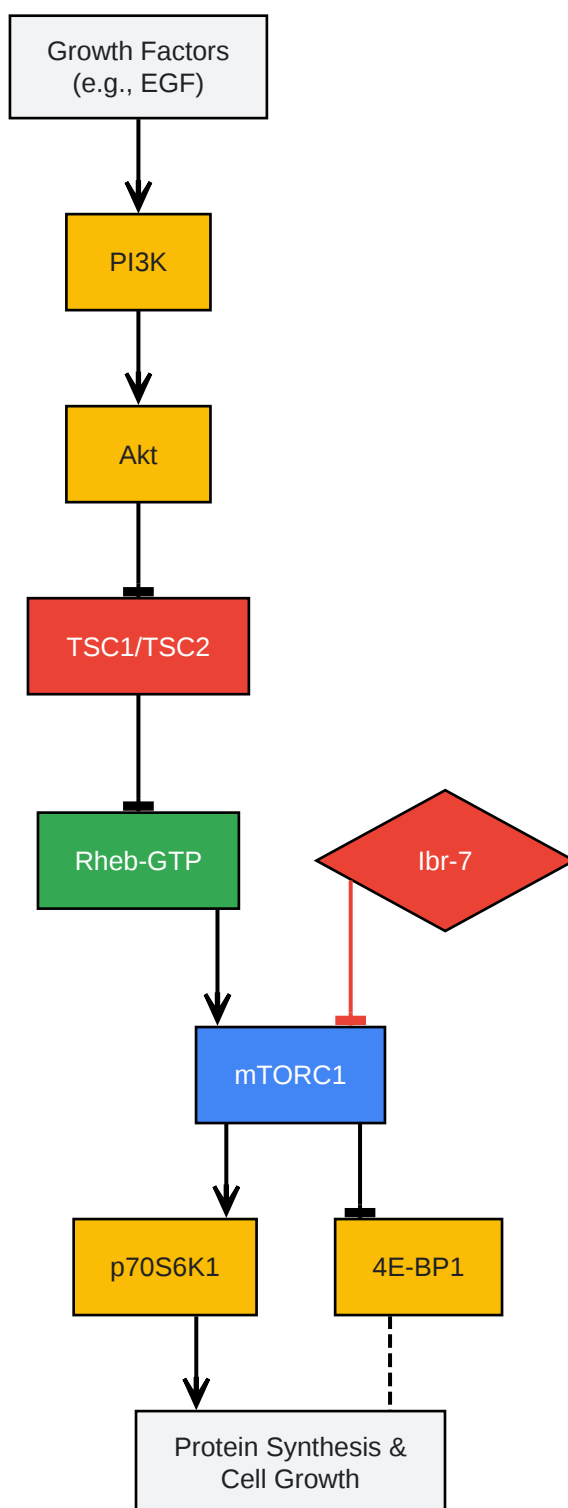 Growth Factors
(e.g., EGF)
PI3K
Akt
TSC1/TSC2
Rheb-GTP
Ibr-7
mTORC1
p70S6K1
4E-BP1
Protein Synthesis &
Cell Growth